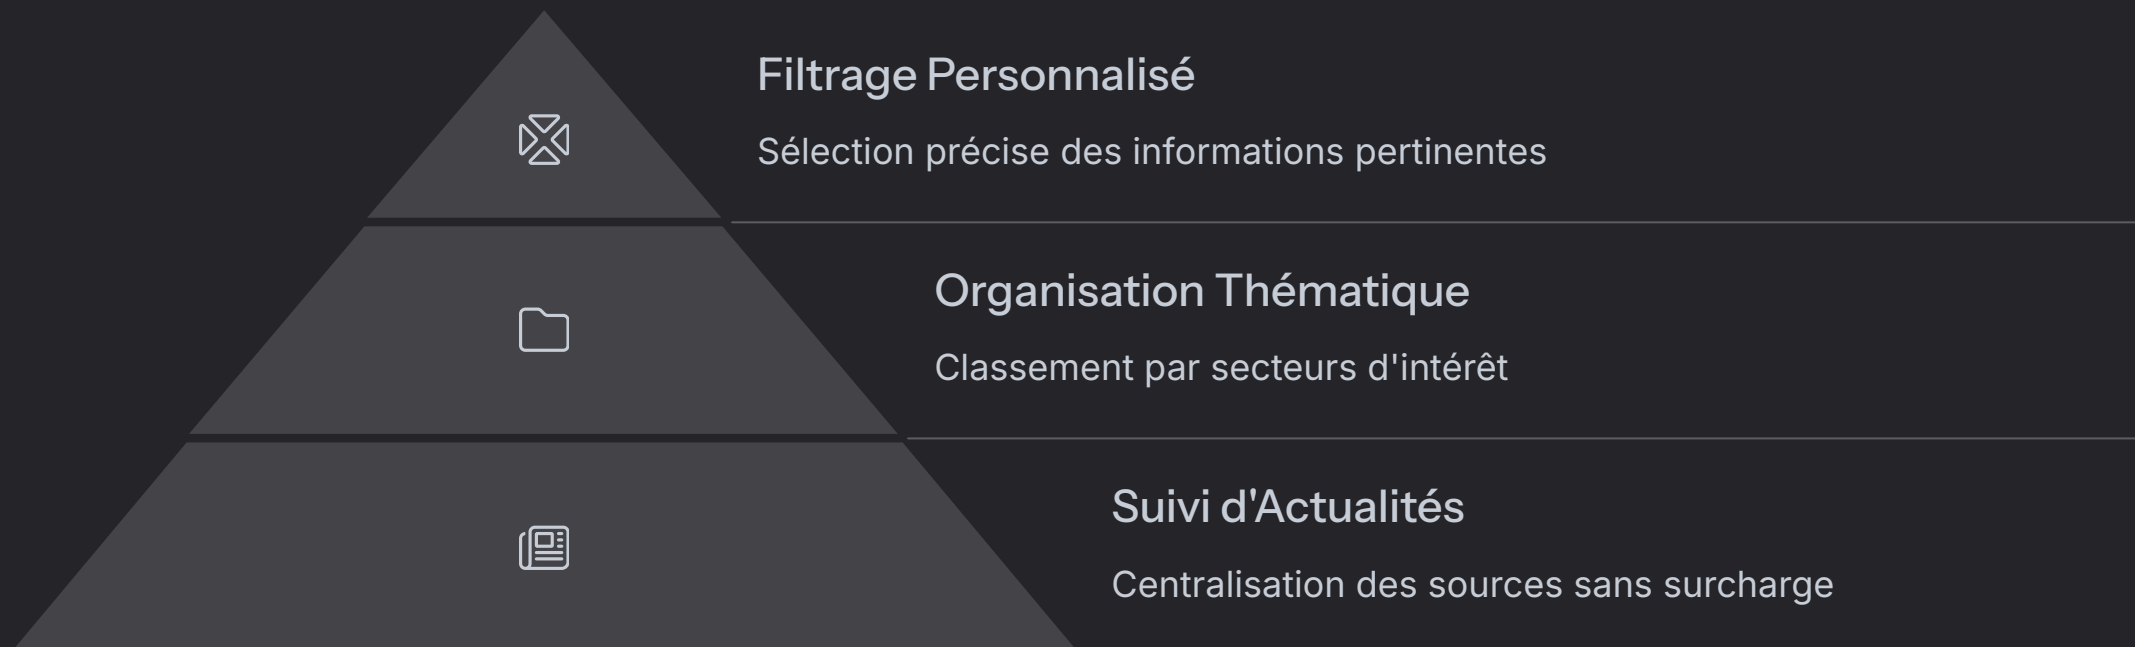 Filtrage Personnalisé
Sélection précise des informations pertinentes
Organisation Thématique
Classement par secteurs d'intérêt
Suivi d'Actualités
Centralisation des sources sans surcharge